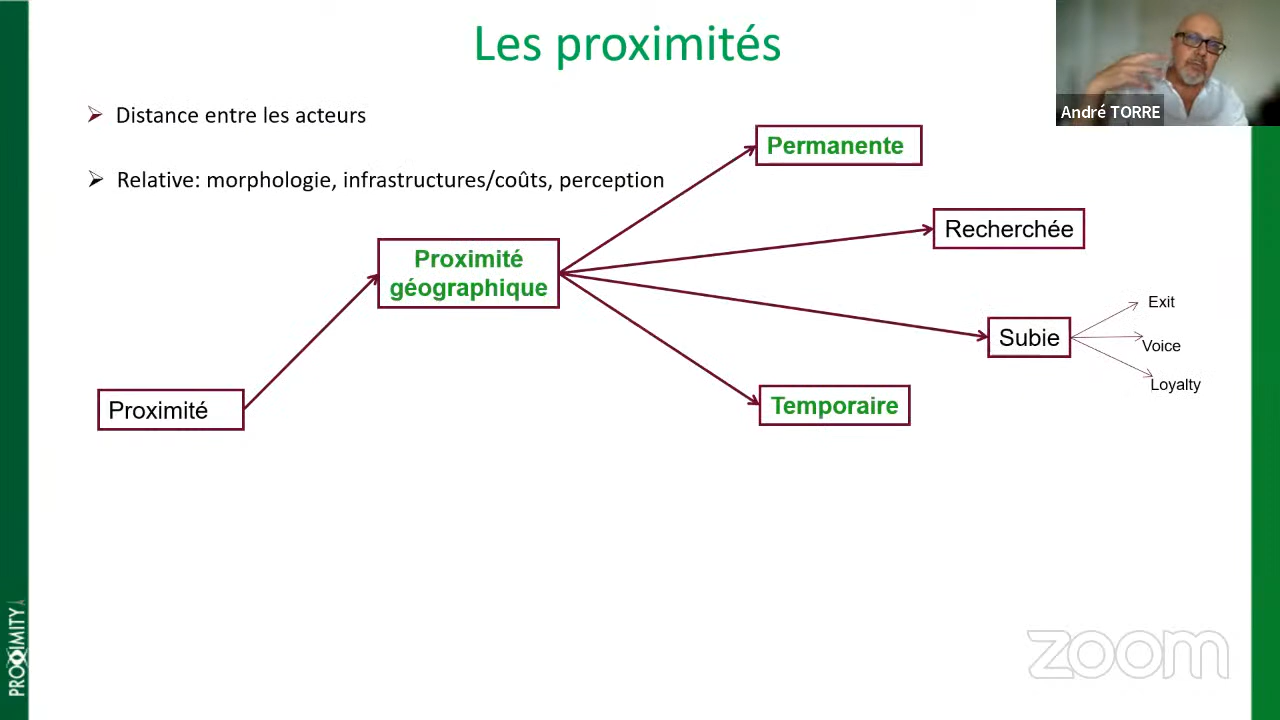 Les proximités
André TORRE
Distance entre les acteurs
Relative: morphologie, infrastructures/coûts, perception
Permanente
Recherchée
Proximité
géographique
Exit
Subie
Voice
Loyalty
Temporaire
Proximité
PROXIMITY
zoom